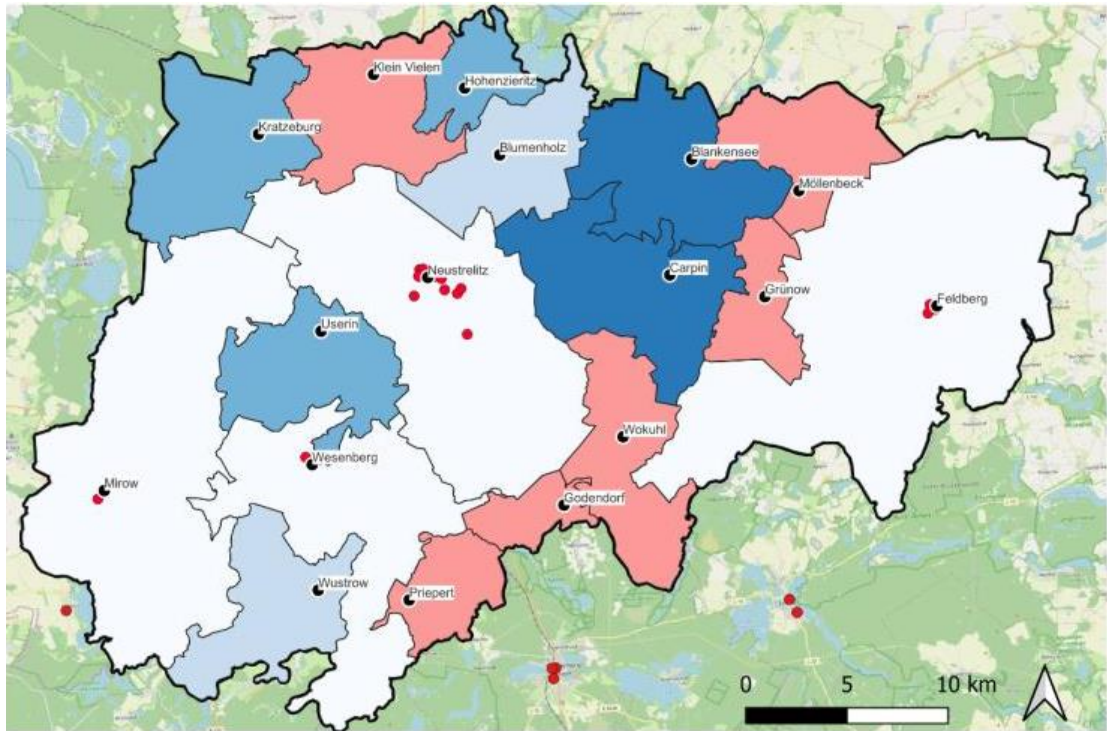 Klein Vielen
Hohenzieritz
Kratzeburg
Blumenholz
Blankensee
Möllenbeck
Neustrelitz
Carpin
Grünow
Feldberg
Userin
Wokuhl
Wesenberg
Mirow
Godendorf
Wustrow
Priepert
0 5 10 km